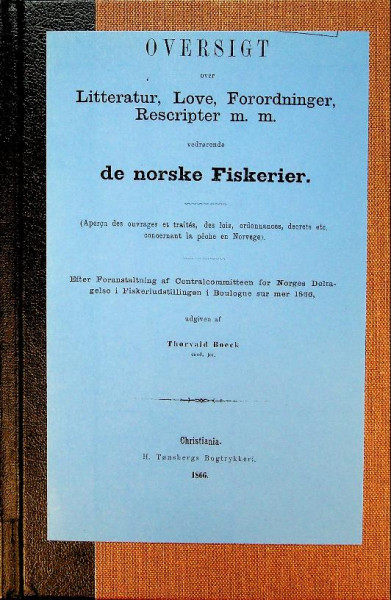 OVERSIGT
over
Litteratur, Love, Forordninger,
Rescripter m. m.
vedrørende
de norske Fiskerier.
(Aperçu des ouvrages et traités, des lois, ordonnances, decrets etc.
concernant la pêche en Norvege).
Efter Foranstaltning af Centralcommitteen for Norges Delta-
gelse i Fiskeriudstillingen i Boulogne sur mer 1866,
udgiven af
Thorvald Boeck
cand. jur.
Christiania.
H. Tønsbergs Bogtrykkeri.
1866.